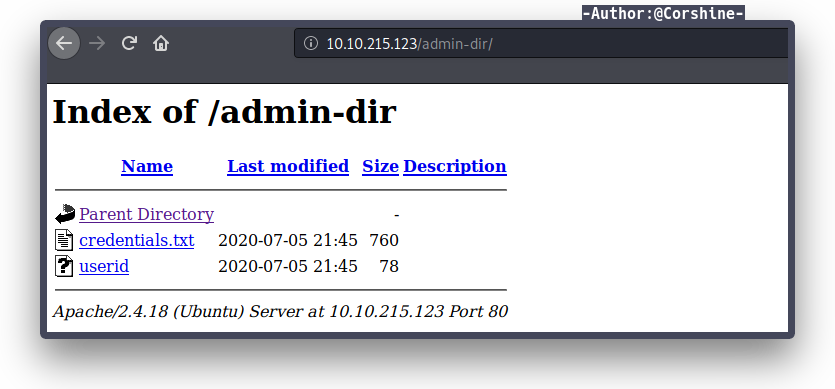 -Author:@Corshine-
10.10.215.123/admin-dir/
Index of /admin-dir
Name Last modified Size Description
Parent Directory -
credentials.txt 2020-07-05 21:45 760
userid 2020-07-05 21:45 78
Apache/2.4.18 (Ubuntu) Server at 10.10.215.123 Port 80